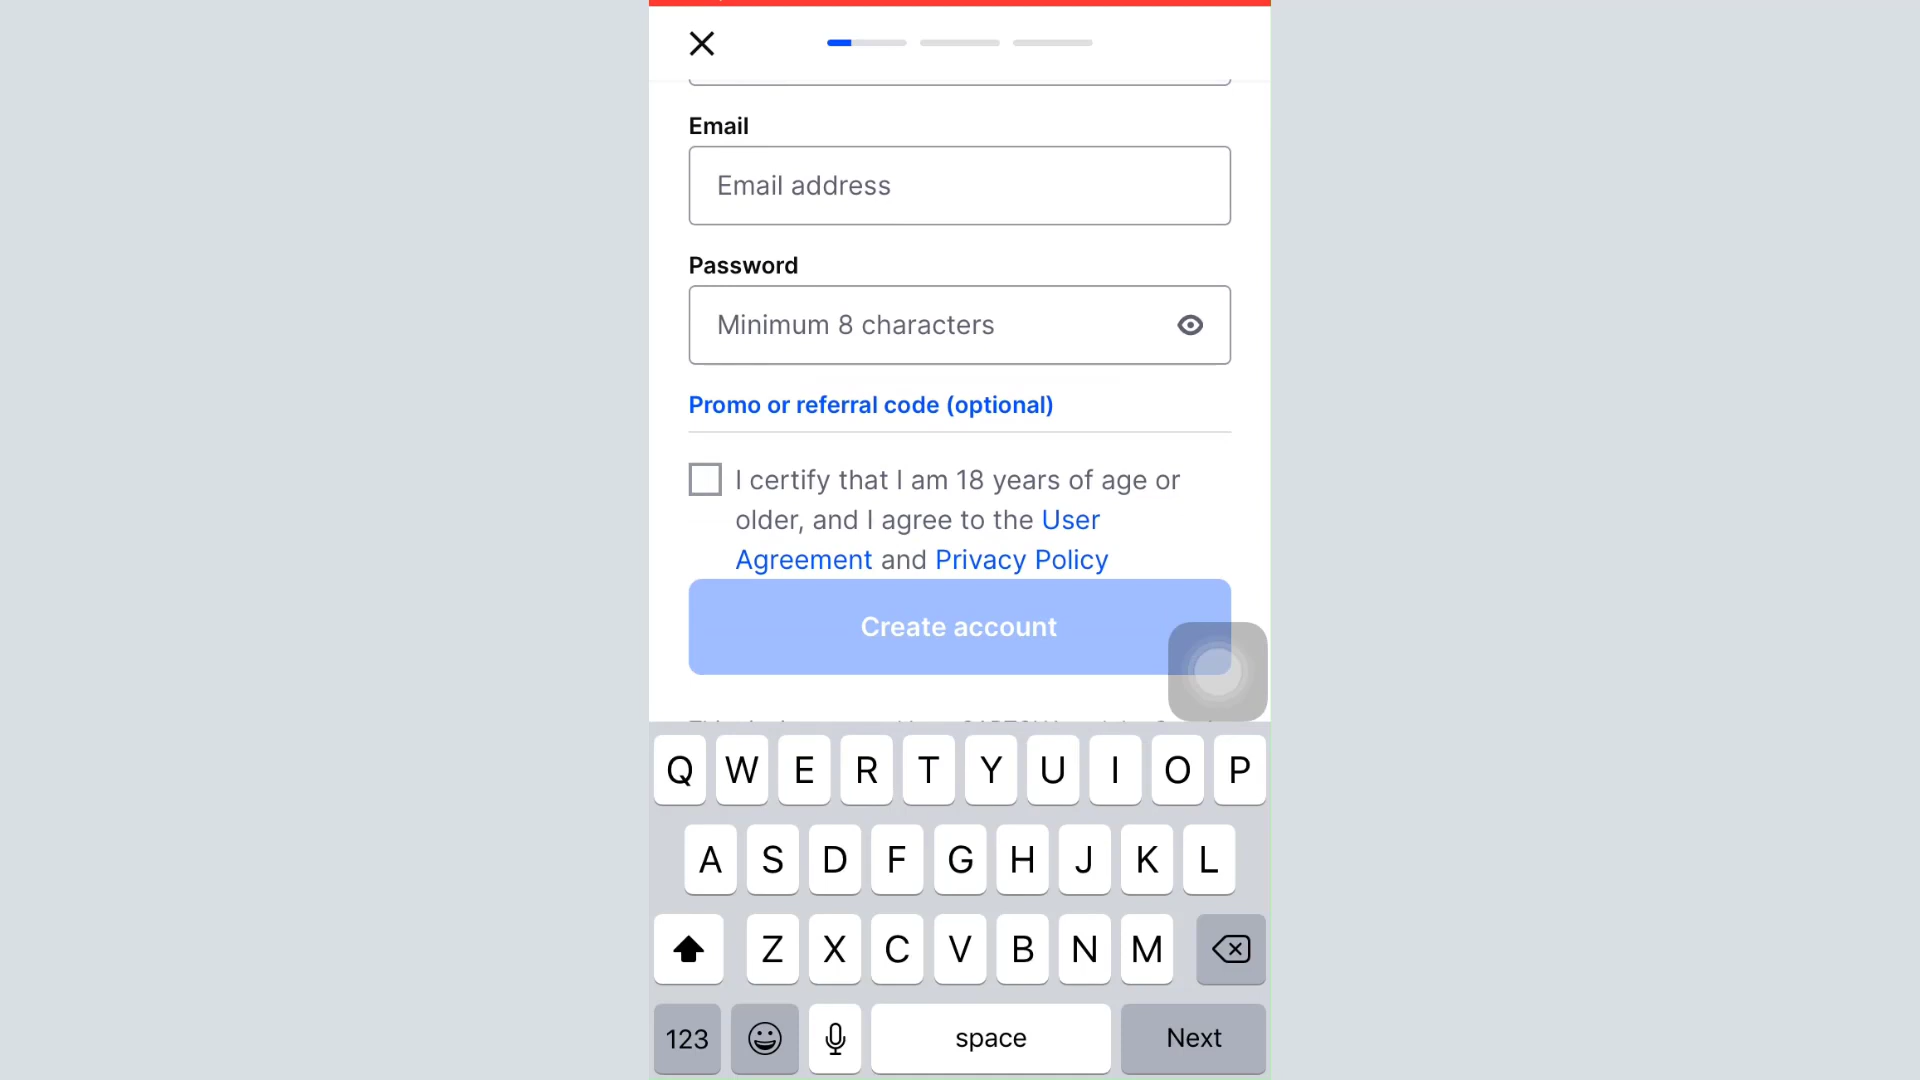 Email
Email address
Password
Minimum 8 characters
Promo or referral code (optional)
I certify that I am 18 years of age or
older, and I agree to the User
Agreement and Privacy Policy
Create account
Q W E R T Y U I O P
A S D F G H J K L
Z X C V B N M
123 space Next